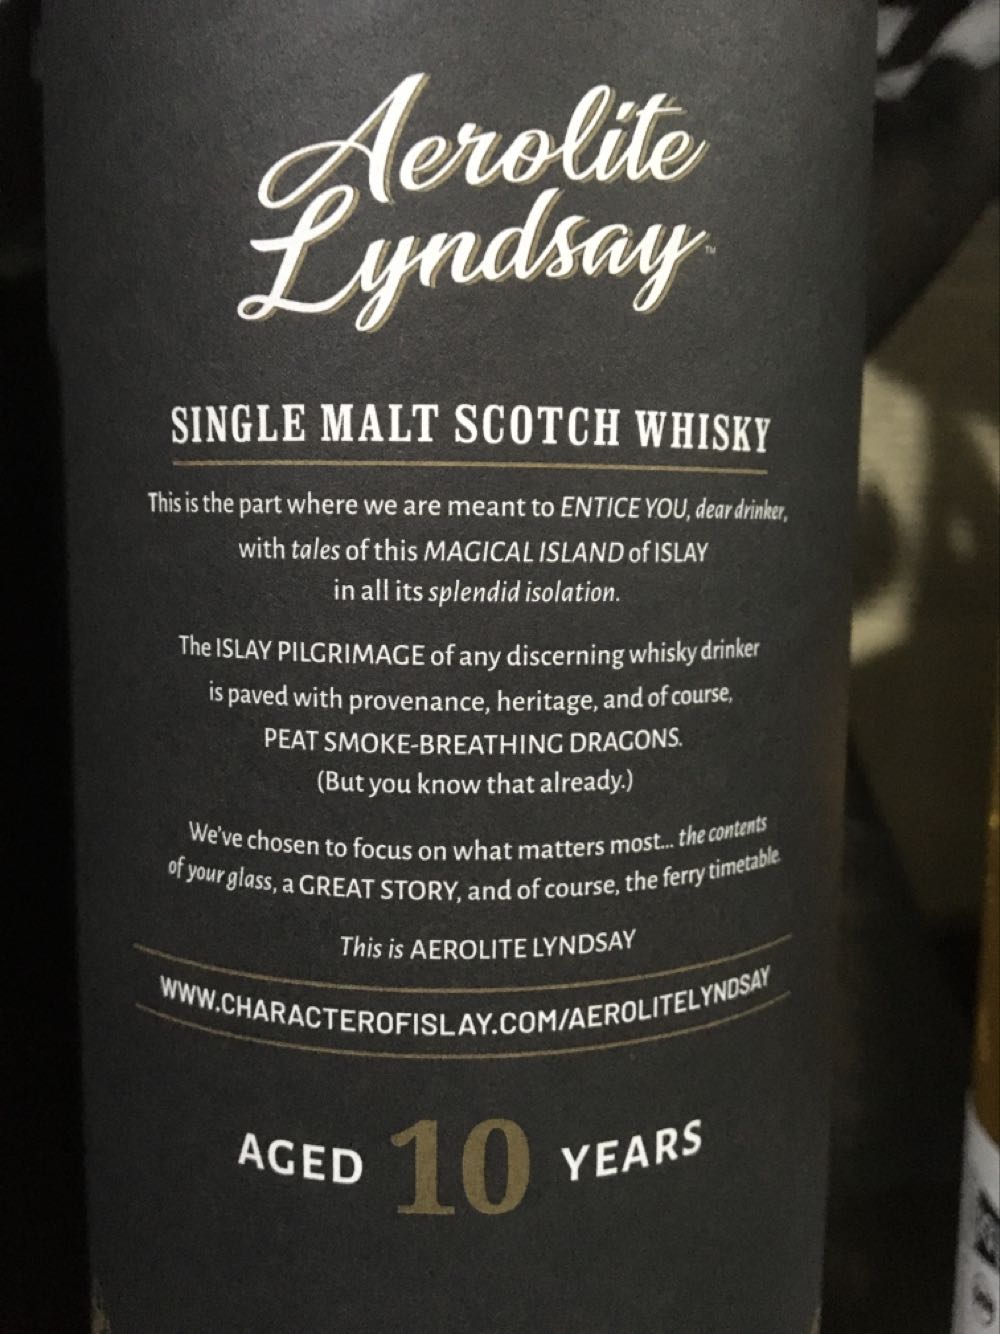 Aerolite
Lyndsay™
SINGLE MALT SCOTCH WHISKY
This is the part where we are meant to ENTICE YOU, dear drinker,
with tales of this MAGICAL ISLAND of ISLAY
in all its splendid isolation.
The ISLAY PILGRIMAGE of any discerning whisky drinker
is paved with provenance, heritage, and of course,
PEAT SMOKE-BREATHING DRAGONS.
(But you know that already.)
We've chosen to focus on what matters most... the contents
of your glass, a GREAT STORY, and of course, the ferry timetable.
This is AEROLITE LYNDSAY
WWW.CHARACTEROFISLAY.COM/AEROLITELYNDSAY
AGED 10 YEARS